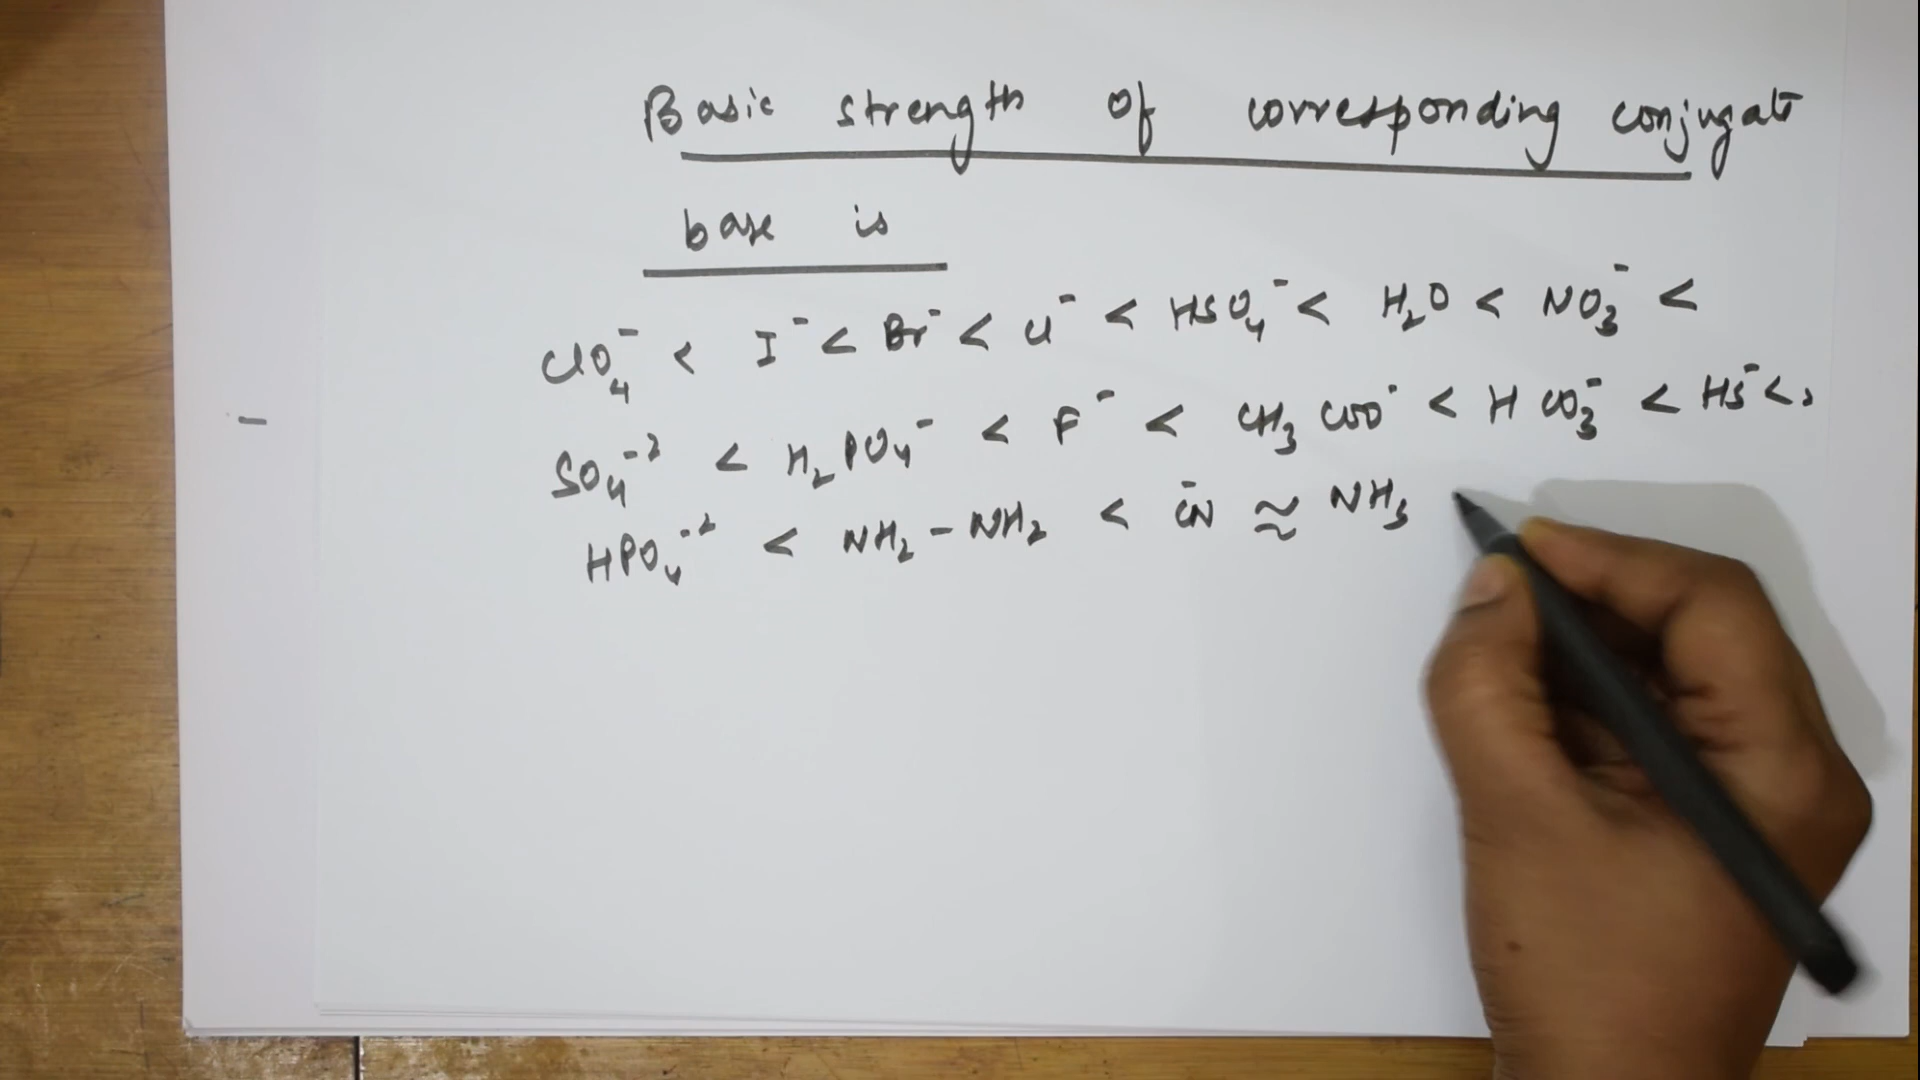 Basic strength of corresponding conjugate
base is
ClO₄⁻ < I⁻ < Br⁻ < Cl⁻ < HSO₄⁻ < H₂O < NO₃⁻ <
SO₄⁻² < H₂PO₄⁻ < F⁻ < CH₃COO⁻ < HCO₃⁻ < HS⁻ <
HPO₄⁻² < NH₂-NH₂ < C̄N ≈ NH₃